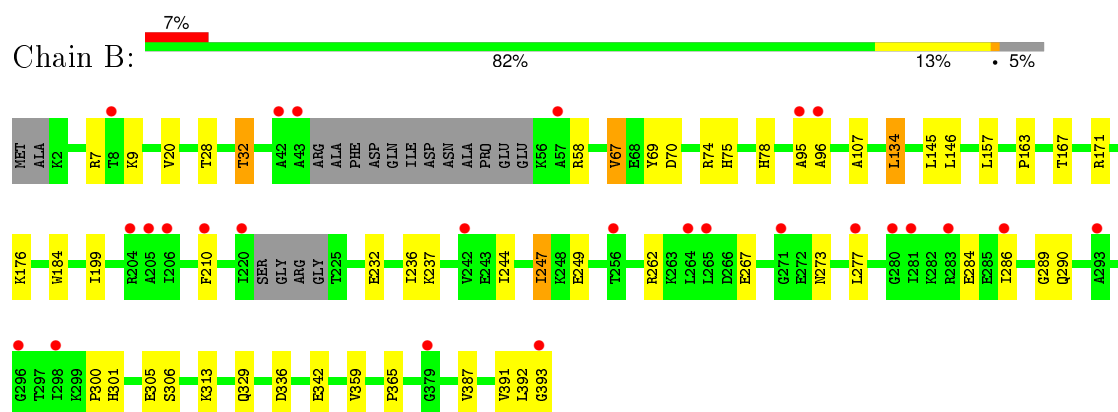 7%
Chain B:
82% 13% • 5%
MET ALA K2 R7 T8 K9 V20 T28 T32 A42 A43 ARG ALA PHE ASP GLN ILE ASP ASN ALA PRO GLU GLU K56 A57 R58 V67 E68 Y69 D70 R74 H75 H78 A95 A96 A107 L134 L145 L146 L157 P163 T167 R171
K176 W184 I199 R204 A205 I206 F210 I220 SER GLY ARG GLY T225 E232 I236 K237 V242 E243 I244 I247 K248 E249 T256 R262 K263 L264 L265 D266 E267 G271 E272 N273 L277 G280 I281 K282 R283 E284 E285 I286 G289 Q290 A293
G296 T297 I298 K299 P300 H301 E305 S306 K313 Q329 D336 E342 V359 P365 G379 V387 V391 L392 G393